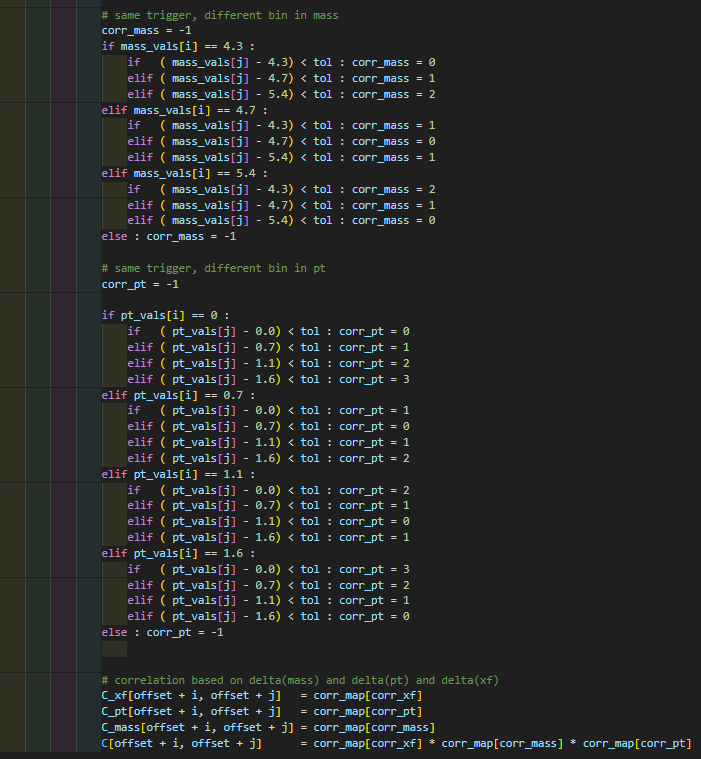 # same trigger, different bin in mass
corr_mass = -1
if mass_vals[i] == 4.3 :
    if   ( mass_vals[j] - 4.3) < tol : corr_mass = 0
    elif ( mass_vals[j] - 4.7) < tol : corr_mass = 1
    elif ( mass_vals[j] - 5.4) < tol : corr_mass = 2
elif mass_vals[i] == 4.7 :
    if   ( mass_vals[j] - 4.3) < tol : corr_mass = 1
    elif ( mass_vals[j] - 4.7) < tol : corr_mass = 0
    elif ( mass_vals[j] - 5.4) < tol : corr_mass = 1
elif mass_vals[i] == 5.4 :
    if   ( mass_vals[j] - 4.3) < tol : corr_mass = 2
    elif ( mass_vals[j] - 4.7) < tol : corr_mass = 1
    elif ( mass_vals[j] - 5.4) < tol : corr_mass = 0
else : corr_mass = -1

# same trigger, different bin in pt
corr_pt = -1

if pt_vals[i] == 0 :
    if   ( pt_vals[j] - 0.0) < tol : corr_pt = 0
    elif ( pt_vals[j] - 0.7) < tol : corr_pt = 1
    elif ( pt_vals[j] - 1.1) < tol : corr_pt = 2
    elif ( pt_vals[j] - 1.6) < tol : corr_pt = 3
elif pt_vals[i] == 0.7 :
    if   ( pt_vals[j] - 0.0) < tol : corr_pt = 1
    elif ( pt_vals[j] - 0.7) < tol : corr_pt = 0
    elif ( pt_vals[j] - 1.1) < tol : corr_pt = 1
    elif ( pt_vals[j] - 1.6) < tol : corr_pt = 2
elif pt_vals[i] == 1.1 :
    if   ( pt_vals[j] - 0.0) < tol : corr_pt = 2
    elif ( pt_vals[j] - 0.7) < tol : corr_pt = 1
    elif ( pt_vals[j] - 1.1) < tol : corr_pt = 0
    elif ( pt_vals[j] - 1.6) < tol : corr_pt = 1
elif pt_vals[i] == 1.6 :
    if   ( pt_vals[j] - 0.0) < tol : corr_pt = 3
    elif ( pt_vals[j] - 0.7) < tol : corr_pt = 2
    elif ( pt_vals[j] - 1.1) < tol : corr_pt = 1
    elif ( pt_vals[j] - 1.6) < tol : corr_pt = 0
else : corr_pt = -1

# correlation based on delta(mass) and delta(pt) and delta(xf)
C_xf[offset + i, offset + j]   = corr_map[corr_xf]
C_pt[offset + i, offset + j]   = corr_map[corr_pt]
C_mass[offset + i, offset + j] = corr_map[corr_mass]
C[offset + i, offset + j]      = corr_map[corr_xf] * corr_map[corr_mass] * corr_map[corr_pt]